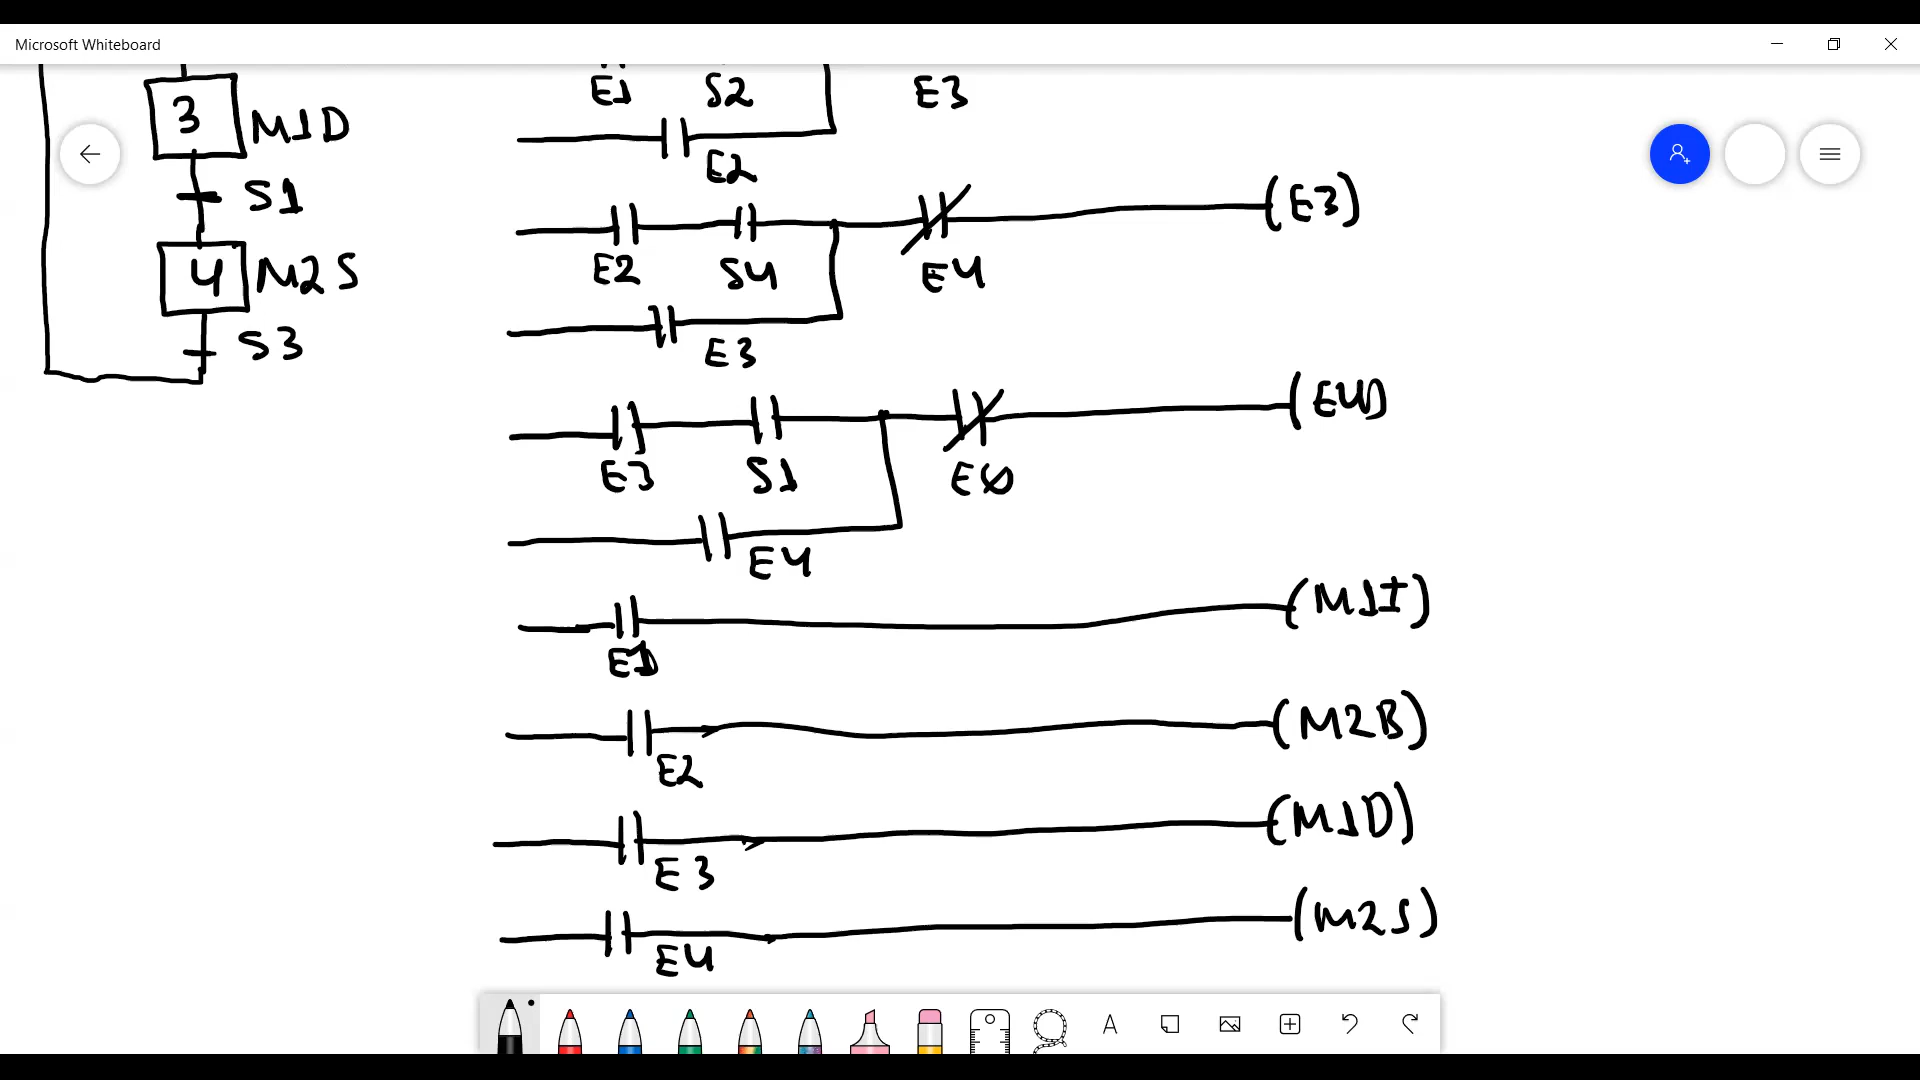 Microsoft Whiteboard
3 M1D
S1
4 M2S
S3
E1 S2 E3
E2
(E3)
E2 S4 E4
E3
(E4)
E3 S1 E0
E4
(M1I)
E1
(M2B)
E2
(M1D)
E3
(M2S)
E4
A